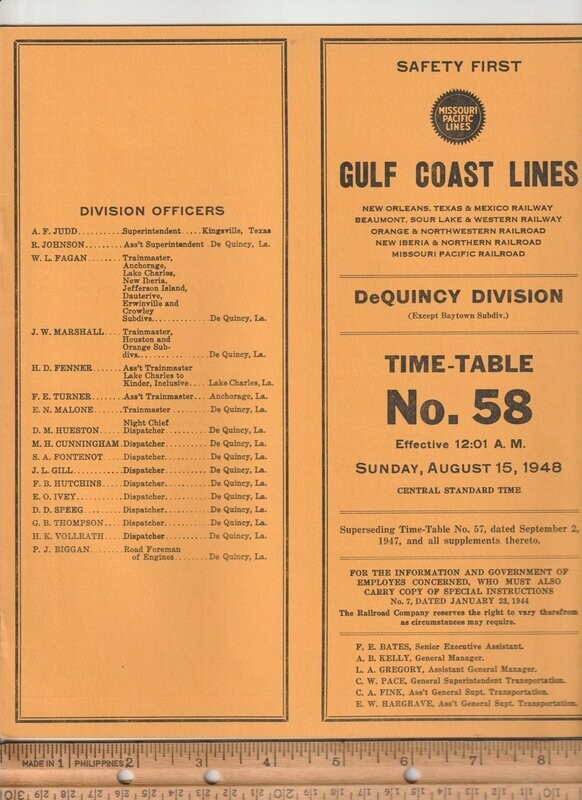 DIVISION OFFICERS
A. F. JUDD..........Superintendent.....Kingsville, Texas
R. JOHNSON.........Ass't Superintendent De Quincy, La.
W. L. FAGAN........Trainmaster,
Anchorage,
Lake Charles,
New Iberia,
Jefferson Island,
Dauterive,
Erwinville and
Crowley
Subdivs...............De Quincy, La.
J. W. MARSHALL....Trainmaster,
Houston and
Orange Sub-
divs................De Quincy, La.
H. D. FENNER.......Ass't Trainmaster
Lake Charles to
Kinder, Inclusive....Lake Charles, La.
F. E. TURNER.......Ass't Trainmaster....Anchorage, La.
E. N. MALONE.......Trainmaster..........De Quincy, La.
D. M. HUESTON.....Night Chief
Dispatcher...........De Quincy, La.
M. H. CUNNINGHAM.Dispatcher...........De Quincy, La.
S. A. FONTENOT....Dispatcher...........De Quincy, La.
J. L. GILL...........Dispatcher...........De Quincy, La.
F. B. HUTCHINS.....Dispatcher...........De Quincy, La.
E. O. IVEY..........Dispatcher...........De Quincy, La.
D. D. SPEEG........Dispatcher...........De Quincy, La.
G. B. THOMPSON....Dispatcher...........De Quincy, La.
H. K. VOLLRATH....Dispatcher...........De Quincy, La.
P. J. BIGGAN........Road Foreman
of Engines.........De Quincy, La.
SAFETY FIRST
MISSOURI
PACIFIC
LINES
GULF COAST LINES
NEW ORLEANS, TEXAS & MEXICO RAILWAY
BEAUMONT, SOUR LAKE & WESTERN RAILWAY
ORANGE & NORTHWESTERN RAILROAD
NEW IBERIA & NORTHERN RAILROAD
MISSOURI PACIFIC RAILROAD
DeQUINCY DIVISION
(Except Baytown Subdiv.)
TIME-TABLE
No. 58
Effective 12:01 A. M.
SUNDAY, AUGUST 15, 1948
CENTRAL STANDARD TIME
Superseding Time-Table No. 57, dated September 2,
1947, and all supplements thereto.
FOR THE INFORMATION AND GOVERNMENT OF
EMPLOYES CONCERNED, WHO MUST ALSO
CARRY COPY OF SPECIAL INSTRUCTIONS
No. 7, DATED JANUARY 23, 1944
The Railroad Company reserves the right to vary therefrom
as circumstances may require.
F. E. BATES, Senior Executive Assistant.
A. B. KELLY, General Manager.
L. A. GREGORY, Assistant General Manager.
C. W. PACE, General Superintendent Transportation.
C. A. FINK, Ass't General Supt. Transportation.
E. W. HARGRAVE, Ass't General Supt. Transportation.
MADE IN PHILIPPINES
1 2 3 4 5 6 7 8